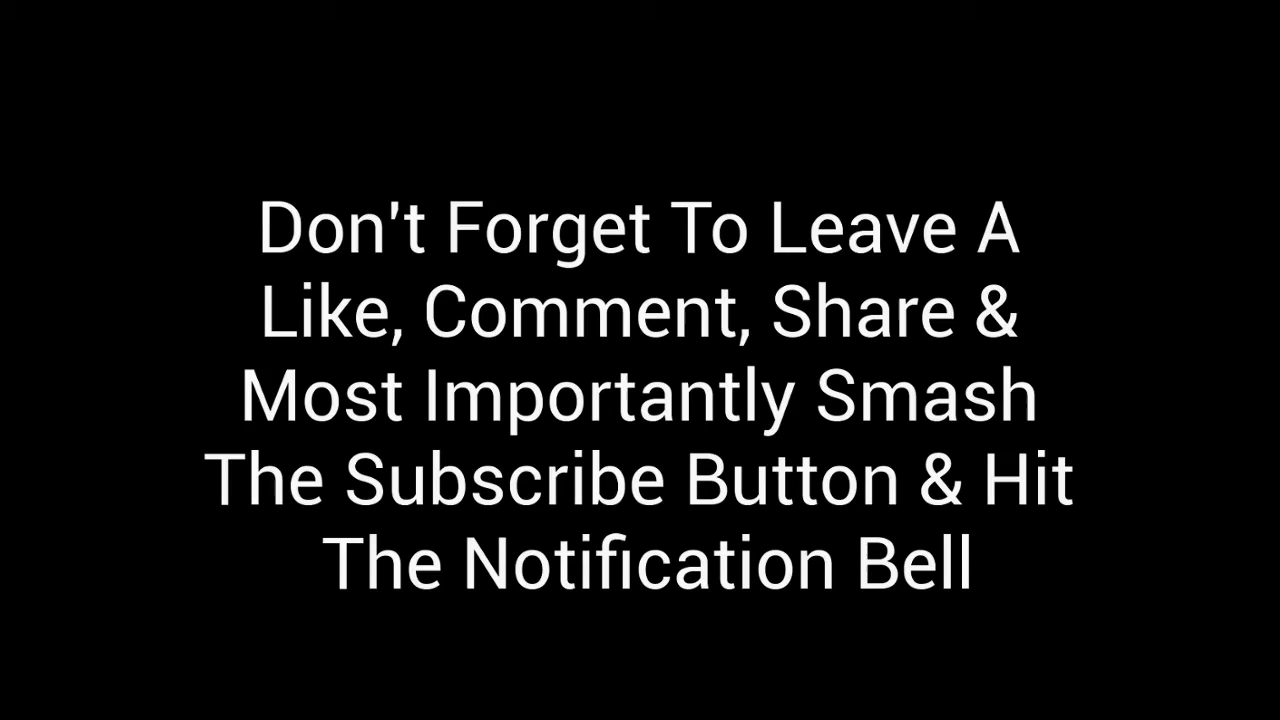 Don't Forget To Leave A
Like, Comment, Share &
Most Importantly Smash
The Subscribe Button & Hit
The Notification Bell